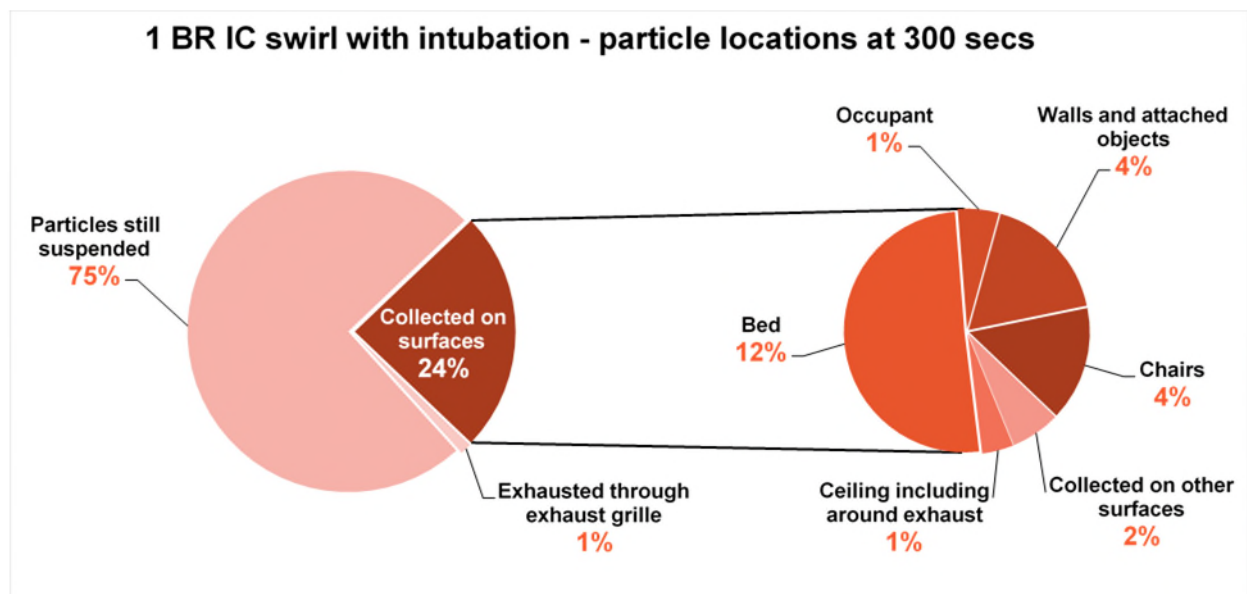 1 BR IC swirl with intubation - particle locations at 300 secs
Particles still
suspended
75%
Collected on
surfaces
24%
Exhausted through
exhaust grille
1%
Occupant
1%
Walls and attached
objects
4%
Bed
12%
Chairs
4%
Ceiling including
around exhaust
1%
Collected on other
surfaces
2%